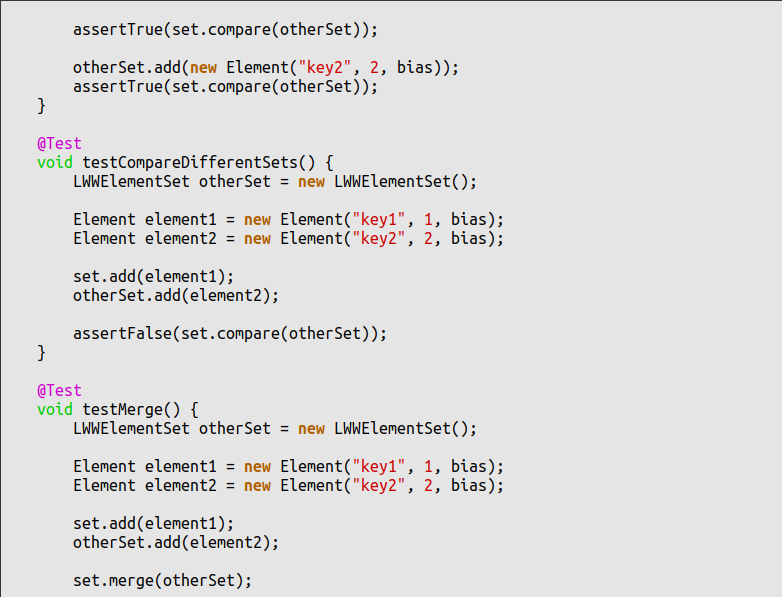 assertTrue(set.compare(otherSet));
otherSet.add(new Element("key2", 2, bias));
assertTrue(set.compare(otherSet));
}
@Test
void testCompareDifferentSets() {
LWWElementSet otherSet = new LWWElementSet();
Element element1 = new Element("key1", 1, bias);
Element element2 = new Element("key2", 2, bias);
set.add(element1);
otherSet.add(element2);
assertFalse(set.compare(otherSet));
}
@Test
void testMerge() {
LWWElementSet otherSet = new LWWElementSet();
Element element1 = new Element("key1", 1, bias);
Element element2 = new Element("key2", 2, bias);
set.add(element1);
otherSet.add(element2);
set.merge(otherSet);